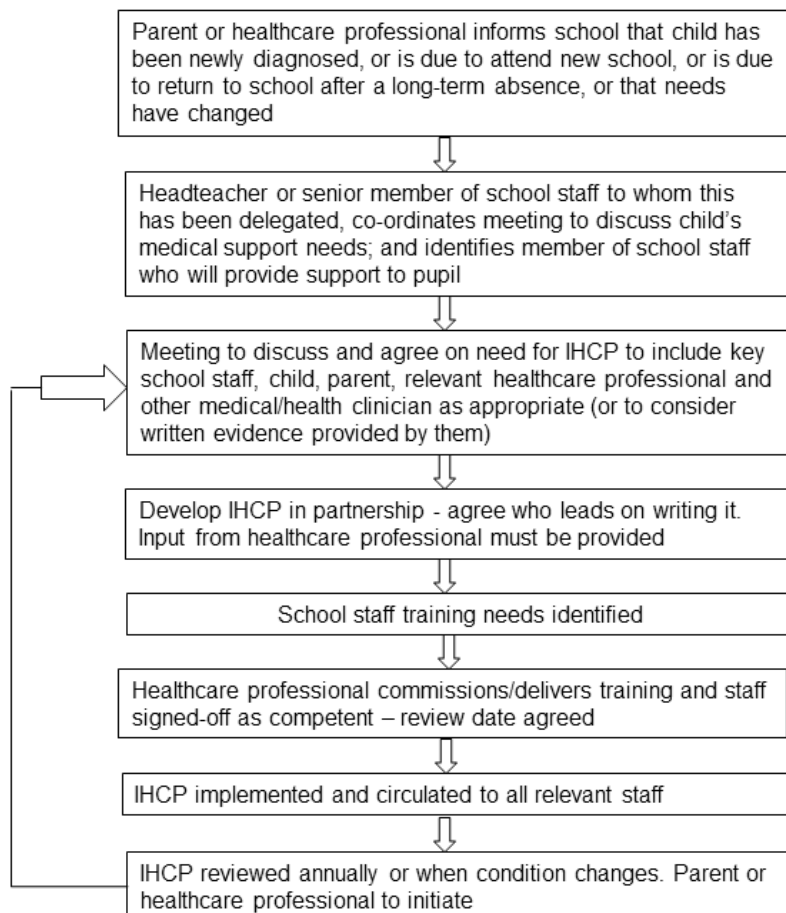 Parent or healthcare professional informs school that child has
been newly diagnosed, or is due to attend new school, or is due
to return to school after a long-term absence, or that needs
have changed
Headteacher or senior member of school staff to whom this
has been delegated, co-ordinates meeting to discuss child's
medical support needs; and identifies member of school staff
who will provide support to pupil
Meeting to discuss and agree on need for IHCP to include key
school staff, child, parent, relevant healthcare professional and
other medical/health clinician as appropriate (or to consider
written evidence provided by them)
Develop IHCP in partnership - agree who leads on writing it.
Input from healthcare professional must be provided
School staff training needs identified
Healthcare professional commissions/delivers training and staff
signed-off as competent – review date agreed
IHCP implemented and circulated to all relevant staff
IHCP reviewed annually or when condition changes. Parent or
healthcare professional to initiate